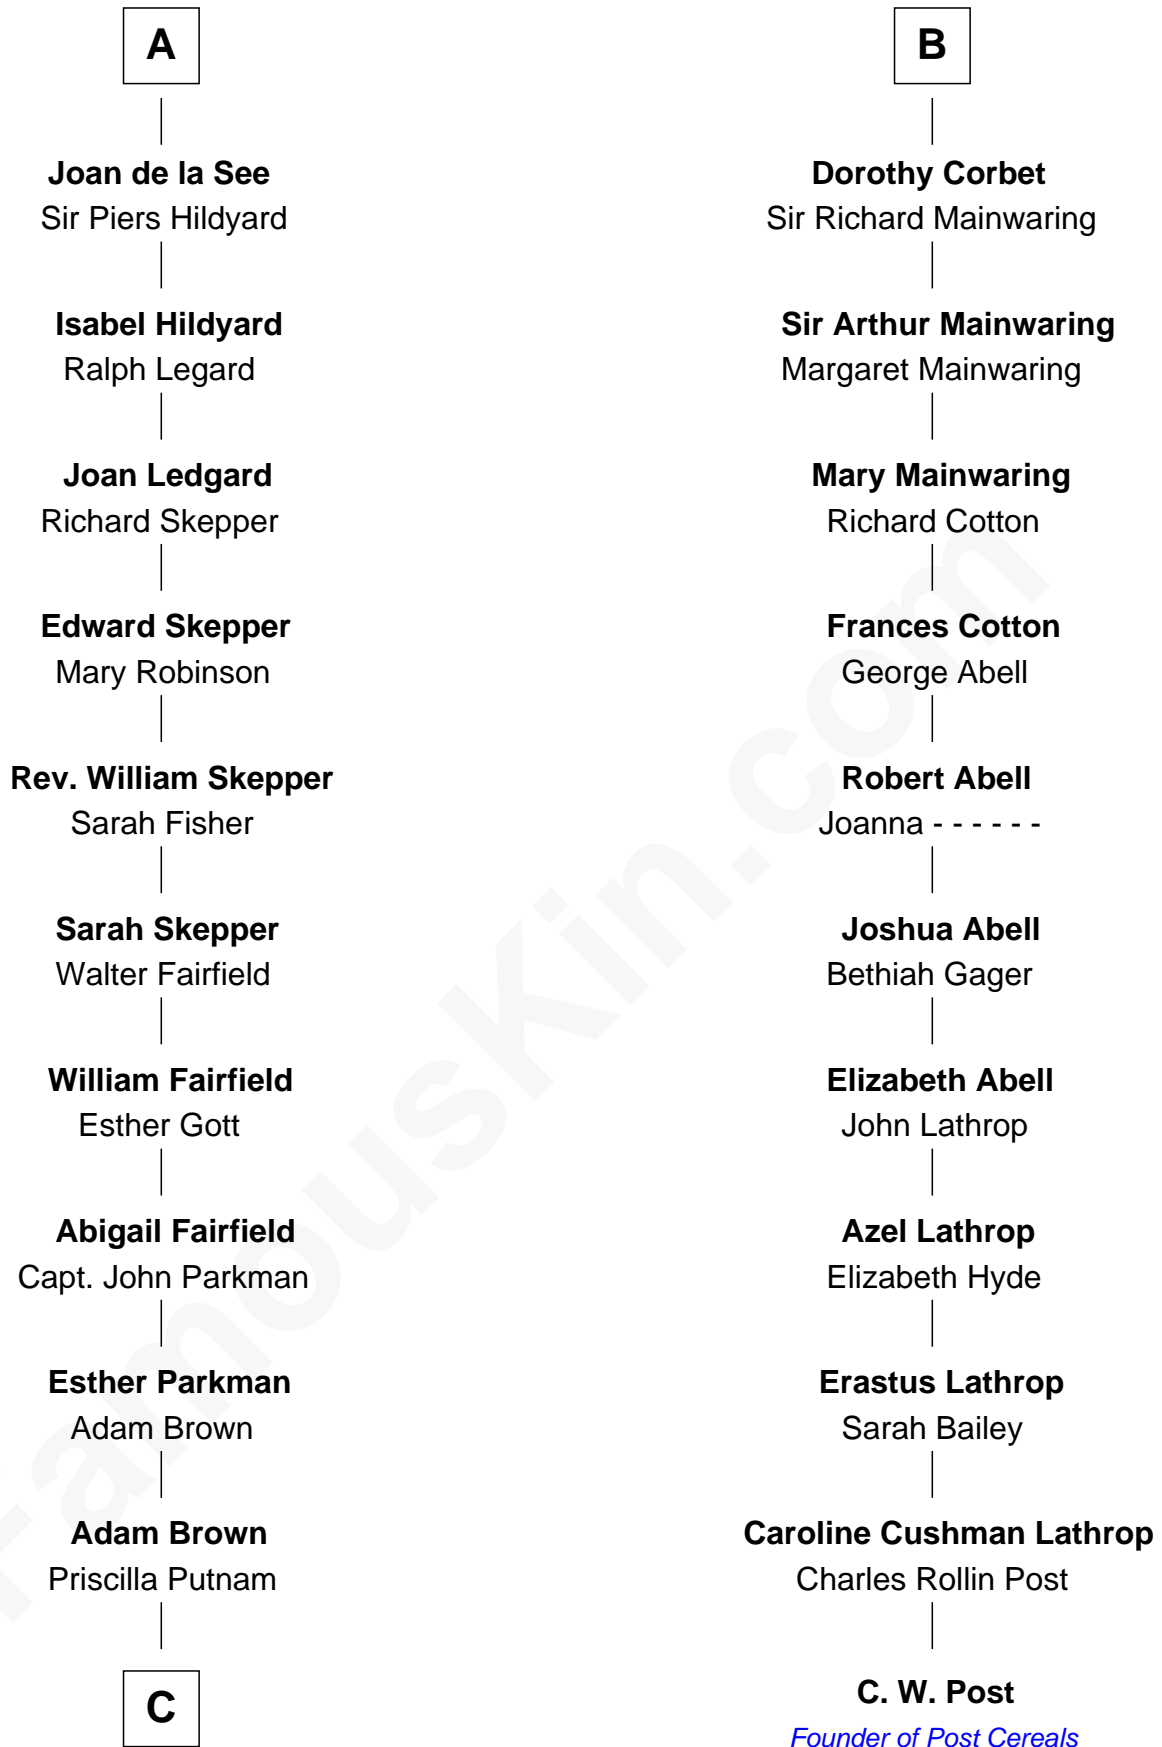 A
Joan de la See
Sir Piers Hildyard
Isabel Hildyard
Ralph Legard
Joan Ledgard
Richard Skepper
Edward Skepper
Mary Robinson
Rev. William Skepper
Sarah Fisher
Sarah Skepper
Walter Fairfield
William Fairfield
Esther Gott
Abigail Fairfield
Capt. John Parkman
Esther Parkman
Adam Brown
Adam Brown
Priscilla Putnam
C
B
Dorothy Corbet
Sir Richard Mainwaring
Sir Arthur Mainwaring
Margaret Mainwaring
Mary Mainwaring
Richard Cotton
Frances Cotton
George Abell
Robert Abell
Joanna - - - - - -
Joshua Abell
Bethiah Gager
Elizabeth Abell
John Lathrop
Azel Lathrop
Elizabeth Hyde
Erastus Lathrop
Sarah Bailey
Caroline Cushman Lathrop
Charles Rollin Post
C. W. Post
Founder of Post Cereals
FamousKin.com